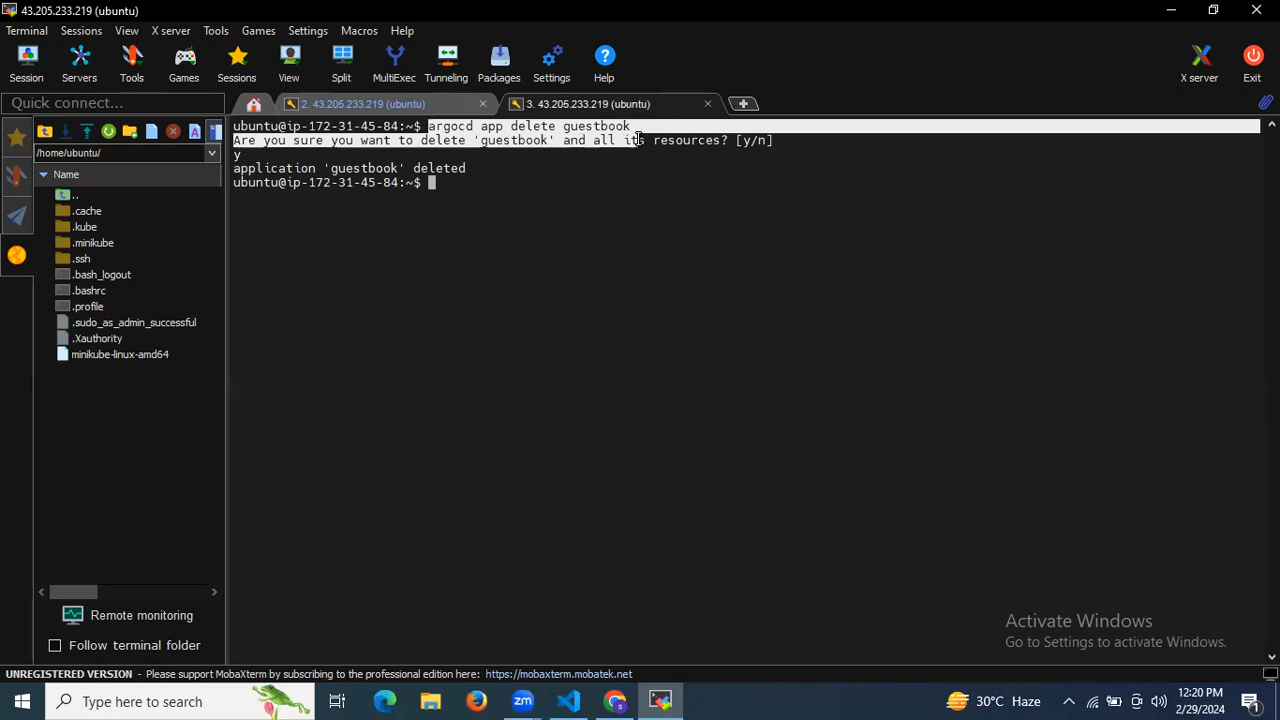 43.205.233.219
Terminal Sessions View X server Tools Games Settings Macros Help
Session Servers Tools Games Sessions View Split MultiExec Tunneling Packages Settings Help X server Exit
Quick connect...
2. 43.205.233.219 (ubuntu)
3. 43.205.233.219 (ubuntu)
/home/ubuntu/
Name
..
.cache
.kube
.minikube
.ssh
.bash_logout
.bashrc
.profile
.sudo_as_admin_successful
.Xauthority
minikube-linux-amd64
Remote monitoring
Follow terminal folder
ubuntu@ip-172-31-45-84:~$ argocd app delete guestbook
Are you sure you want to delete 'guestbook' and all its resources? [y/n]
y
application 'guestbook' deleted
ubuntu@ip-172-31-45-84:~$
Activate Windows
Go to Settings to activate Windows.
UNREGISTERED VERSION - Please support MobaXterm by subscribing to the professional edition here: https://mobaxterm.mobatek.net
Type here to search
zm
30°C Haze
12:20 PM
2/29/2024
1